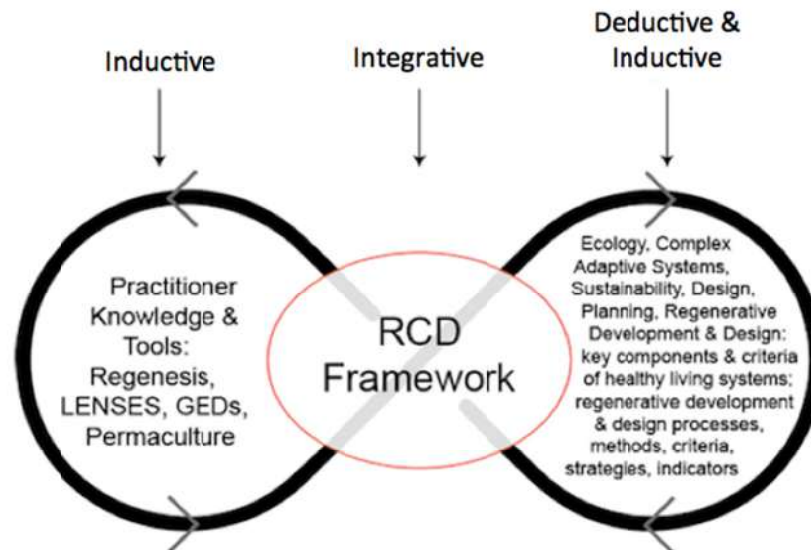 Inductive
Integrative
Deductive &
Inductive
Practitioner
Knowledge &
Tools:
Regenesis,
LENSES, GEDs,
Permaculture
RCD
Framework
Ecology, Complex
Adaptive Systems,
Sustainability, Design,
Planning, Regenerative
Development & Design:
key components & criteria
of healthy living systems;
regenerative development
& design processes,
methods, criteria,
strategies, indicators